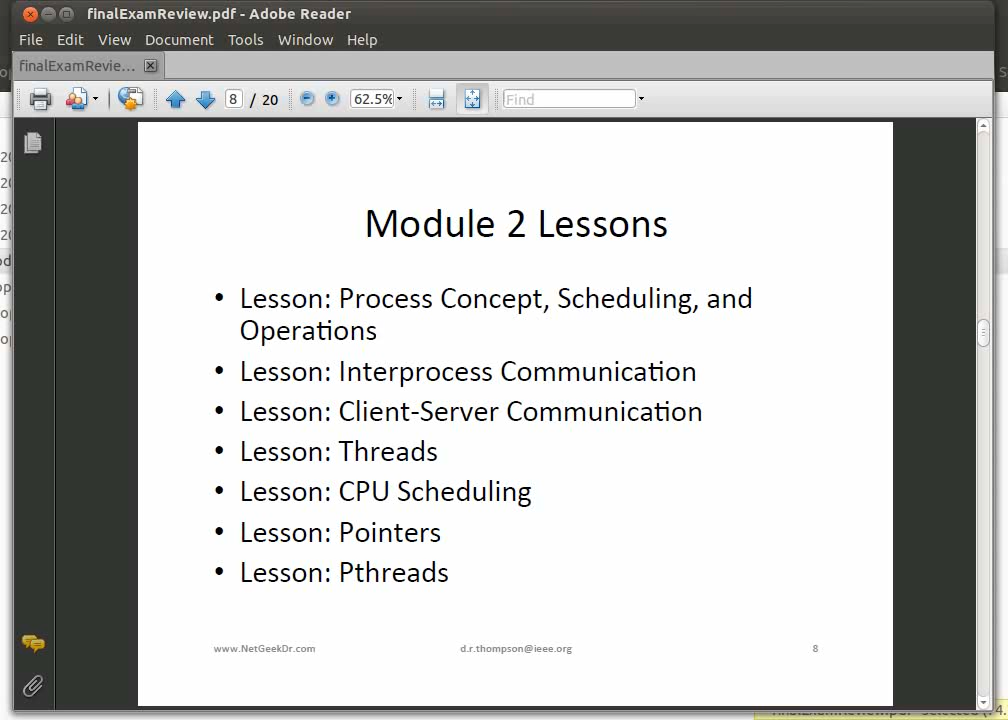 finalExamReview.pdf - Adobe Reader
File Edit View Document Tools Window Help
finalExamRevie...
8 / 20 62.5% Find
Module 2 Lessons
• Lesson: Process Concept, Scheduling, and
Operations
• Lesson: Interprocess Communication
• Lesson: Client-Server Communication
• Lesson: Threads
• Lesson: CPU Scheduling
• Lesson: Pointers
• Lesson: Pthreads
www.NetGeekDr.com d.r.thompson@ieee.org 8